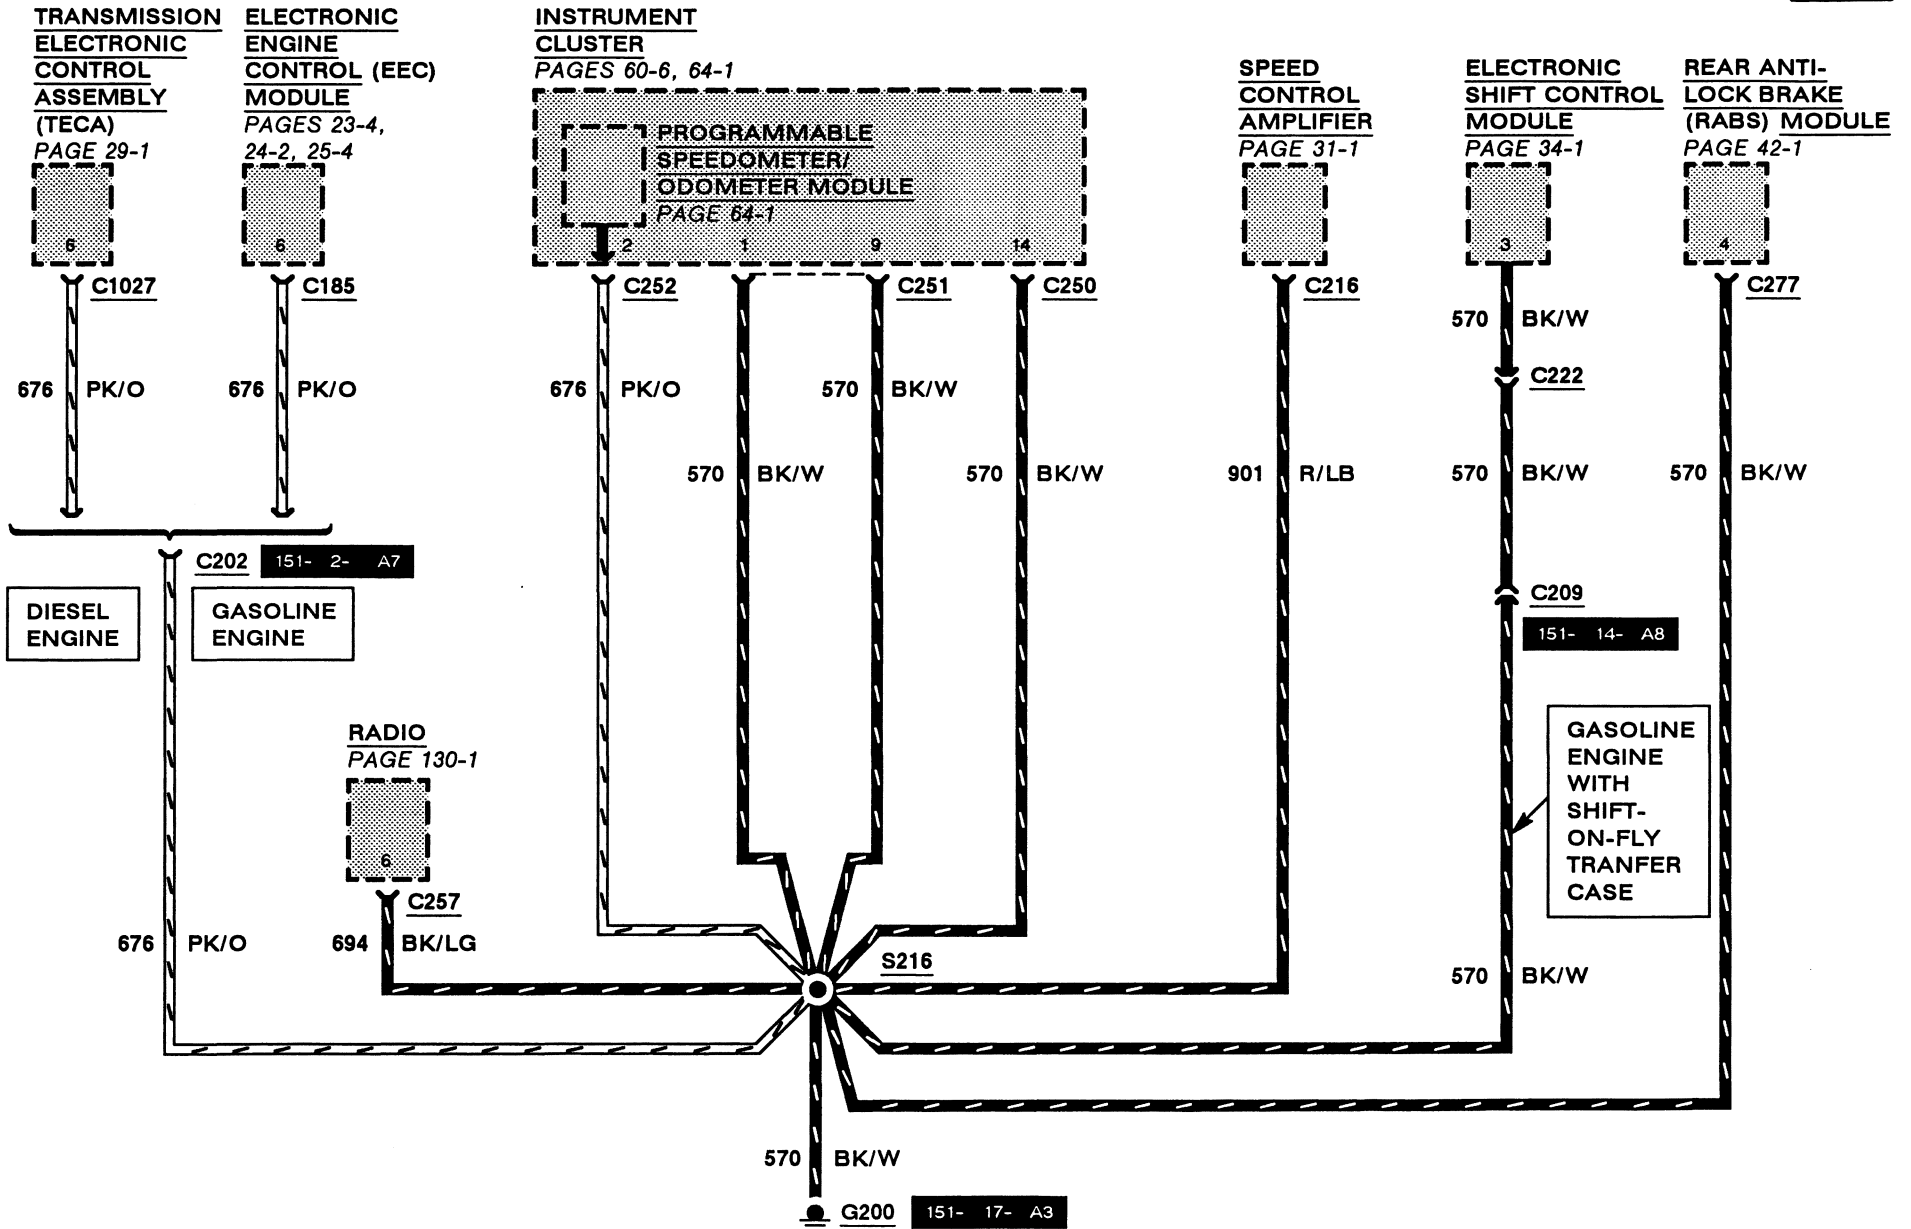 TRANSMISSION
ELECTRONIC
CONTROL
ASSEMBLY
(TECA)
PAGE 29-1
6
C1027
676 PK/O
ELECTRONIC
ENGINE
CONTROL (EEC)
MODULE
PAGES 23-4,
24-2, 25-4
6
C185
676 PK/O
INSTRUMENT
CLUSTER
PAGES 60-6, 64-1
PROGRAMMABLE
SPEEDOMETER/
ODOMETER MODULE
PAGE 64-1
2 1 9 14
C252
C251
C250
676 PK/O
570 BK/W
570 BK/W
570 BK/W
SPEED
CONTROL
AMPLIFIER
PAGE 31-1
C216
901 R/LB
ELECTRONIC
SHIFT CONTROL
MODULE
PAGE 34-1
3
570 BK/W
C222
570 BK/W
C209
151- 14- A8
GASOLINE
ENGINE
WITH
SHIFT-
ON-FLY
TRANFER
CASE
570 BK/W
REAR ANTI-
LOCK BRAKE
(RABS) MODULE
PAGE 42-1
4
C277
570 BK/W
C202 151- 2- A7
DIESEL
ENGINE
GASOLINE
ENGINE
676 PK/O
RADIO
PAGE 130-1
6
C257
694 BK/LG
S216
570 BK/W
G200 151- 17- A3